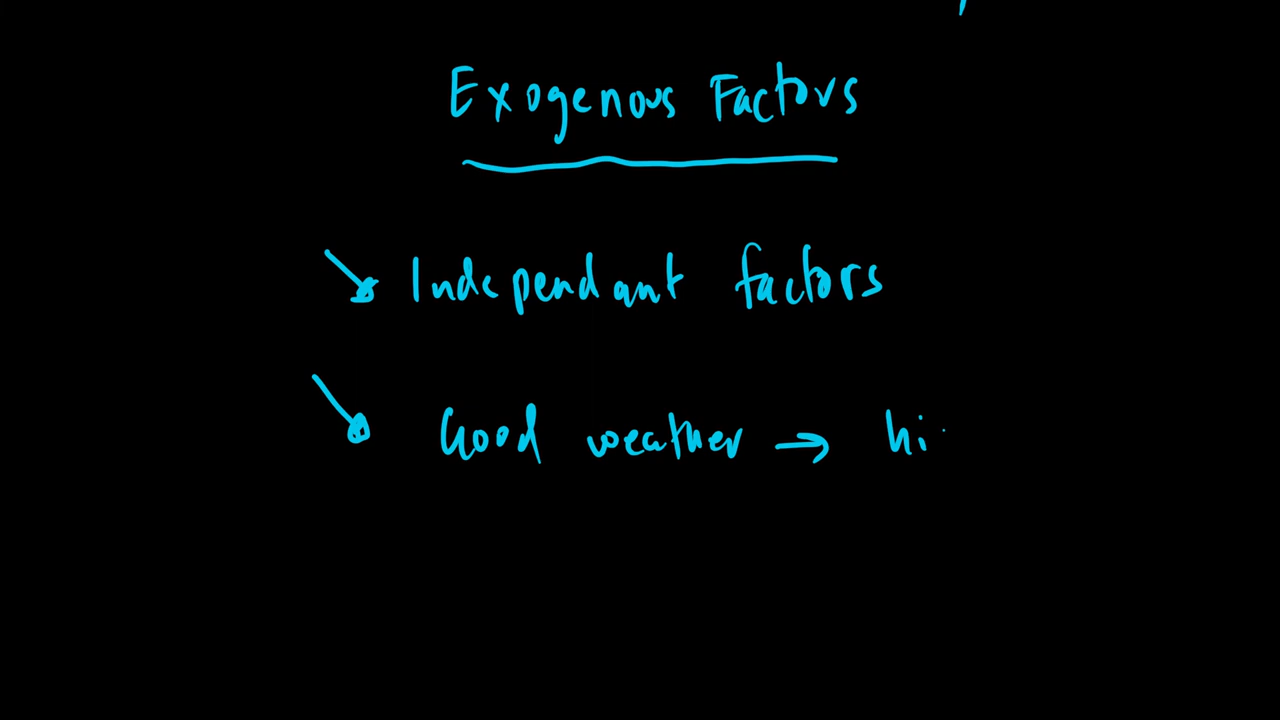 Exogenous Factors
Independant factors
Good weather → hi